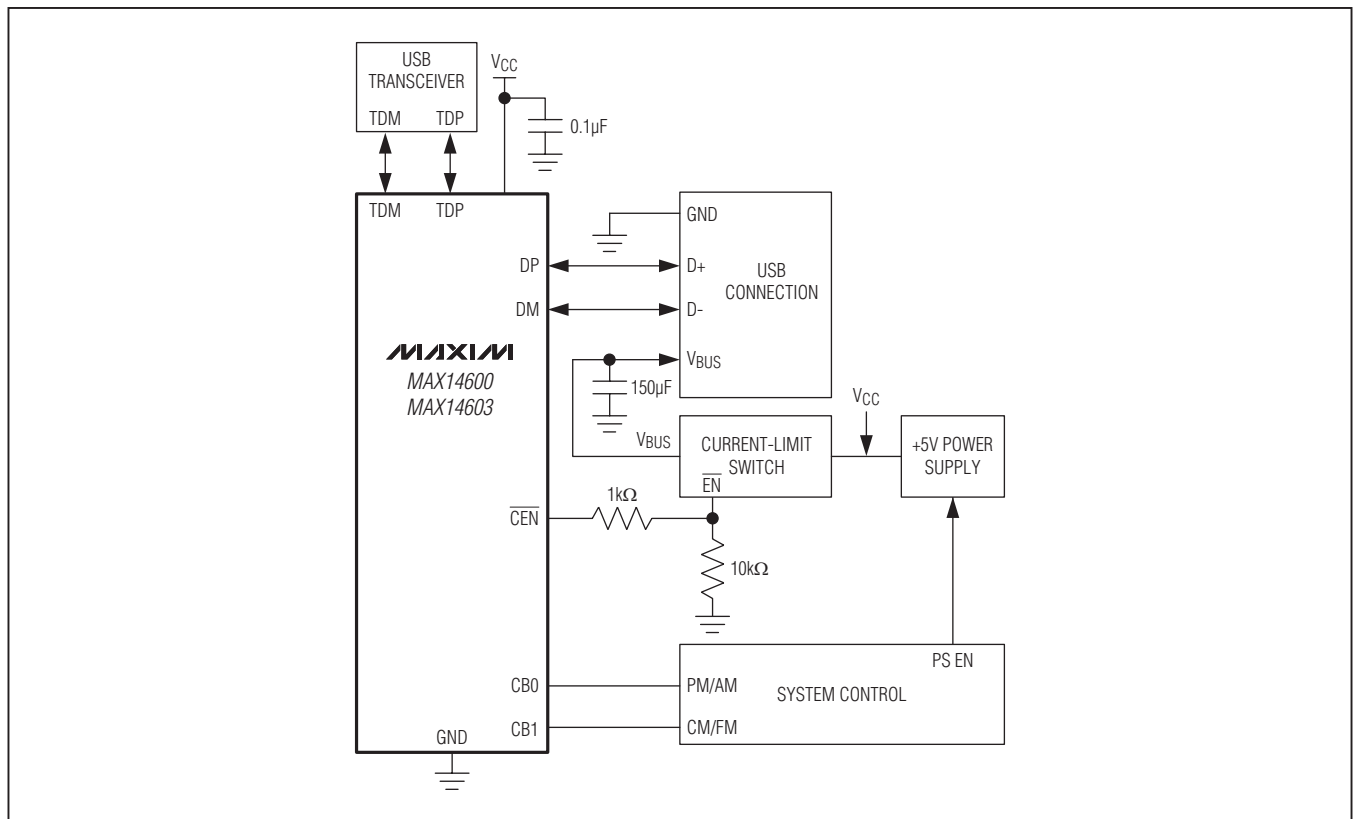 USB
TRANSCEIVER
TDM TDP
VCC
0.1µF
TDM TDP
GND
DP
D+
USB
CONNECTION
DM
D-
MAXIM
MAX14600
MAX14603
VBUS
150µF
VCC
VBUS
CURRENT-LIMIT
SWITCH
+5V POWER
SUPPLY
EN
1kΩ
CEN
10kΩ
PS EN
CB0
PM/AM
SYSTEM CONTROL
CB1
CM/FM
GND